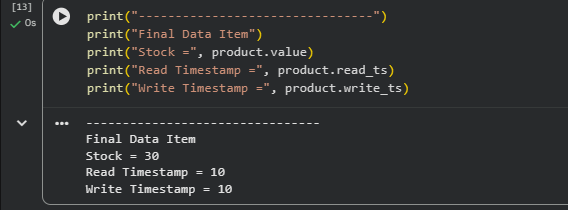 [13]
0s
print("--------------------------------")
print("Final Data Item")
print("Stock =", product.value)
print("Read Timestamp =", product.read_ts)
print("Write Timestamp =", product.write_ts)
--------------------------------
Final Data Item
Stock = 30
Read Timestamp = 10
Write Timestamp = 10